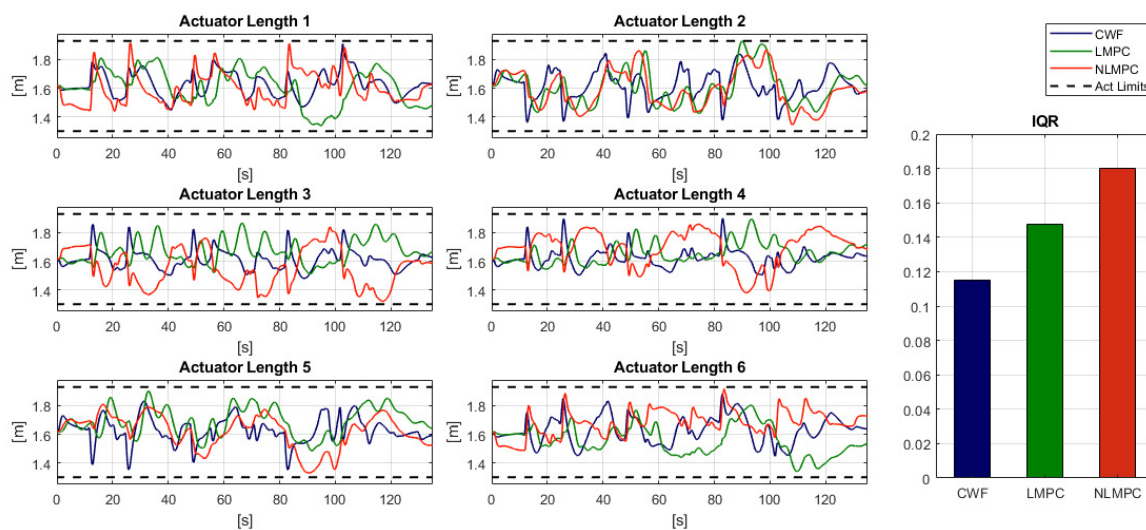 Actuator Length 1
[m]
1.8
1.6
1.4
0 20 40 60 80 100 120
[s]
Actuator Length 2
[m]
1.8
1.6
1.4
0 20 40 60 80 100 120
[s]
CWF
LMPC
NLMPC
Act Limits
Actuator Length 3
[m]
1.8
1.6
1.4
0 20 40 60 80 100 120
[s]
Actuator Length 4
[m]
1.8
1.6
1.4
0 20 40 60 80 100 120
[s]
Actuator Length 5
[m]
1.8
1.6
1.4
0 20 40 60 80 100 120
[s]
Actuator Length 6
[m]
1.8
1.6
1.4
0 20 40 60 80 100 120
[s]
IQR
0.2
0.18
0.16
0.14
0.12
0.1
0.08
0.06
0.04
0.02
0
CWF LMPC NLMPC